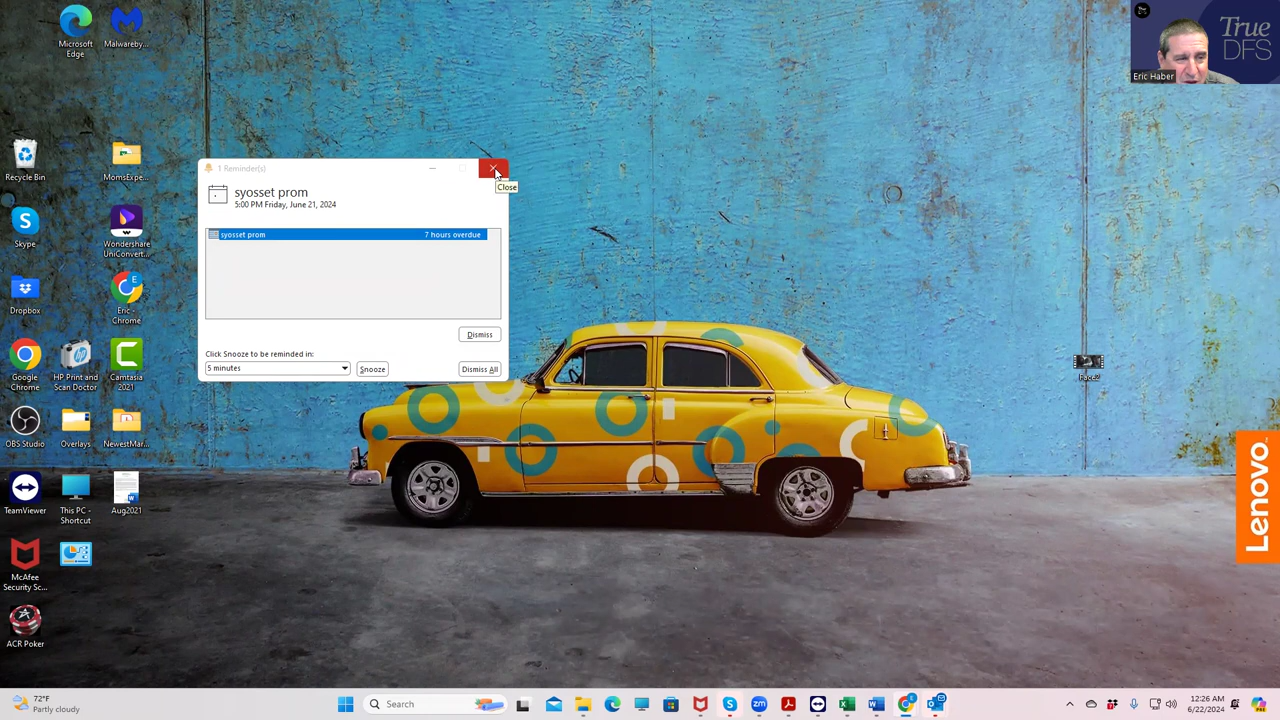 Microsoft
Edge
Malwareby...
True
DFS
Eric Haber
Recycle Bin
MomsExpe...
Skype
Wondershare
UniConvert...
Dropbox
Eric -
Chrome
Google
Chrome
HP Print and
Scan Doctor
Camtasia
2021
OBS Studio
Overlays
NewestMar...
TeamViewer
This PC -
Shortcut
Aug2021
McAfee
Security Sc...
ACR Poker
1 Reminder(s)
Close
syosset prom
5:00 PM Friday, June 21, 2024
syosset prom
7 hours overdue
Dismiss
Click Snooze to be reminded in:
5 minutes
Snooze
Dismiss All
Lenovo
72°F
Partly cloudy
Search
12:26 AM
6/22/2024